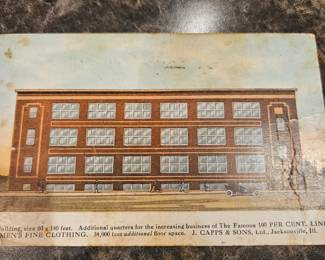 Building, size 60 x 140 feet. Additional quarters for the increasing business of The Famous 100 PER CENT. LINE
MEN'S FINE CLOTHING. 34,000 feet additional floor space. J. CAPPS & SONS, Ltd., Jacksonville, Ill.